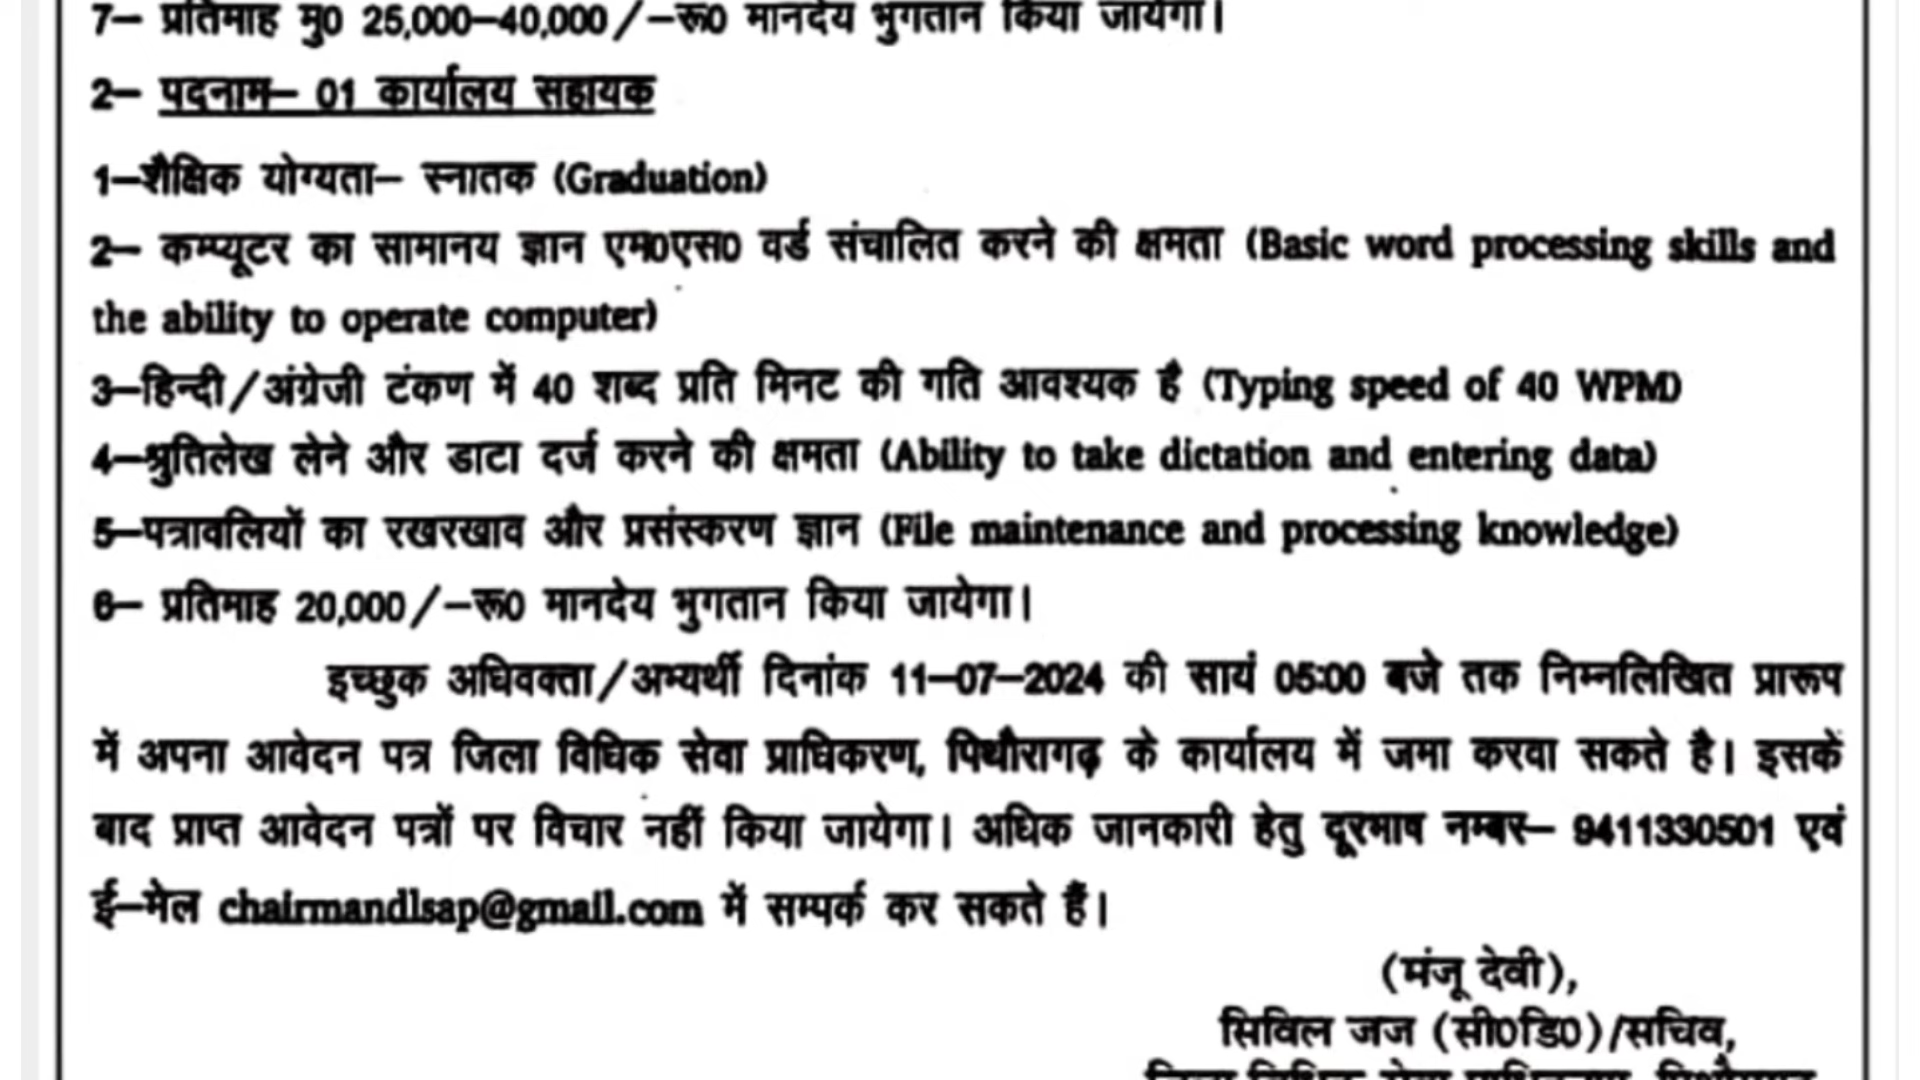 7– प्रतिमाह मु0 25,000–40,000/–रू0 मानदेय भुगतान किया जायेगा।
2– पदनाम– 01 कार्यालय सहायक
1–शैक्षिक योग्यता– स्नातक (Graduation)
2– कम्प्यूटर का सामानय ज्ञान एम0एस0 वर्ड संचालित करने की क्षमता (Basic word processing skills and
the ability to operate computer)
3–हिन्दी/अंग्रेजी टंकण में 40 शब्द प्रति मिनट की गति आवश्यक है (Typing speed of 40 WPM)
4–श्रुतिलेख लेने और डाटा दर्ज करने की क्षमता (Ability to take dictation and entering data)
5–पत्रावलियों का रखरखाव और प्रसंस्करण ज्ञान (File maintenance and processing knowledge)
6– प्रतिमाह 20,000/–रू0 मानदेय भुगतान किया जायेगा।
इच्छुक अधिवक्ता/अभ्यर्थी दिनांक 11–07–2024 की सायं 05:00 बजे तक निम्नलिखित प्रारूप
में अपना आवेदन पत्र जिला विधिक सेवा प्राधिकरण, पिथौरागढ़ के कार्यालय में जमा करवा सकते है। इसके
बाद प्राप्त आवेदन पत्रों पर विचार नहीं किया जायेगा। अधिक जानकारी हेतु दूरभाष नम्बर– 9411330501 एवं
ई–मेल chairmandlsap@gmail.com में सम्पर्क कर सकते हैं।
(मंजू देवी),
सिविल जज (सी0डि0)/सचिव,
जिला विधिक सेवा प्राधिकरण, पिथौरागढ़